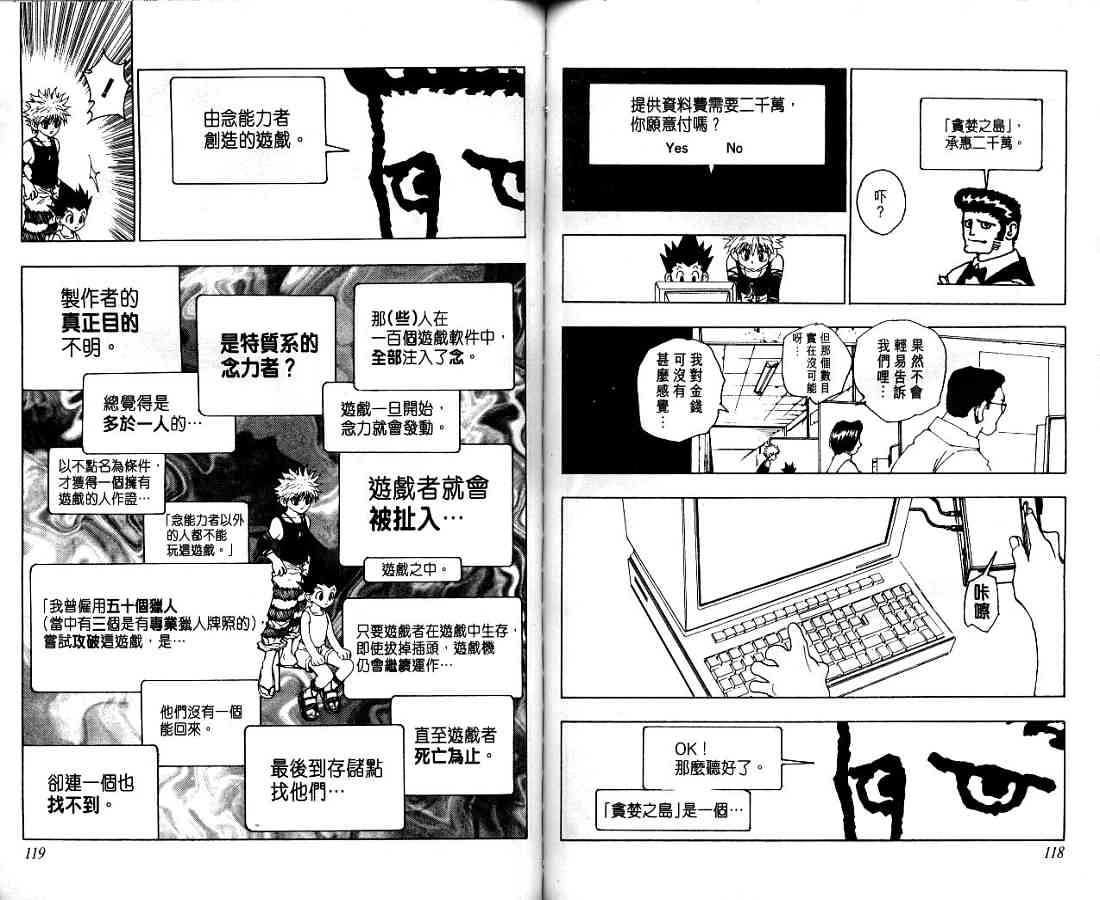 「貪婪之島」，
承惠二千萬。
吓
？
提供資料費需要二千萬，
你願意付嗎？
Yes No
果然不會
輕易告訴
我們哩…
但那個數目
實在沒可能
呀…
我對金錢
可沒有
甚麼感覺…
咔嚓
OK！
那麼聽好了。
「貪婪之島」是一個…
118
由念能力者
創造的遊戲。
！
那(些)人在
一百個遊戲軟件中，
全部注入了念。
是特質系的
念力者？
製作者的
真正目的
不明。
遊戲一旦開始，
念力就會發動。
總覺得是
多於一人的…
遊戲者就會
被扯入…
以不點名為條件，
才獲得一個擁有
遊戲的人作證…
「念能力者以外
的人都不能
玩這遊戲。」
遊戲之中。
「我曾僱用五十個獵人
(當中有三個是有專業獵人牌照的)，
嘗試攻破這遊戲，是…
只要遊戲者在遊戲中生存，
即使拔掉插頭，遊戲機
仍會繼續運作…
他們沒有一個
能回來。
直至遊戲者
死亡為止。
最後到存儲點
找他們…
卻連一個也
找不到。
119